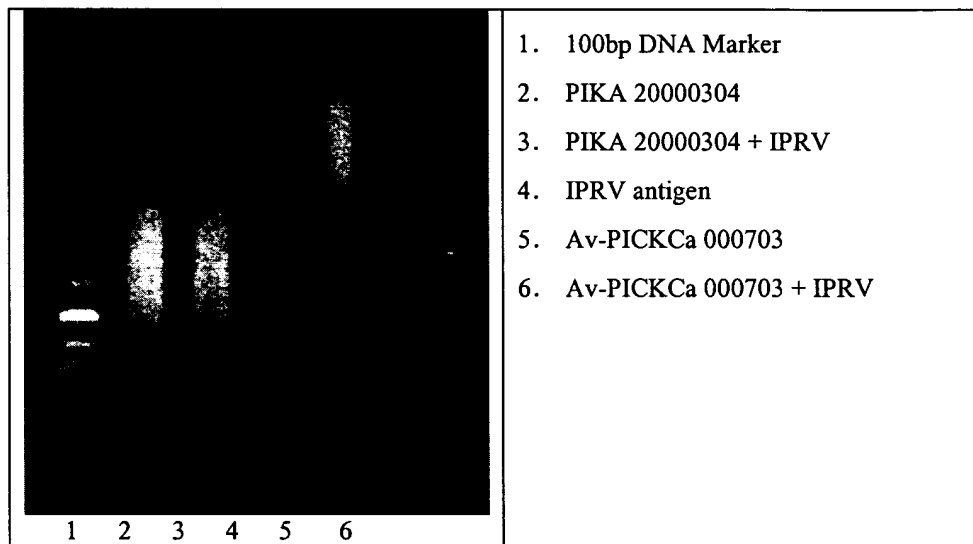 1. 100bp DNA Marker
2. PIKA 20000304
3. PIKA 20000304 + IPRV
4. IPRV antigen
5. Av-PICKCa 000703
6. Av-PICKCa 000703 + IPRV
1 2 3 4 5 6